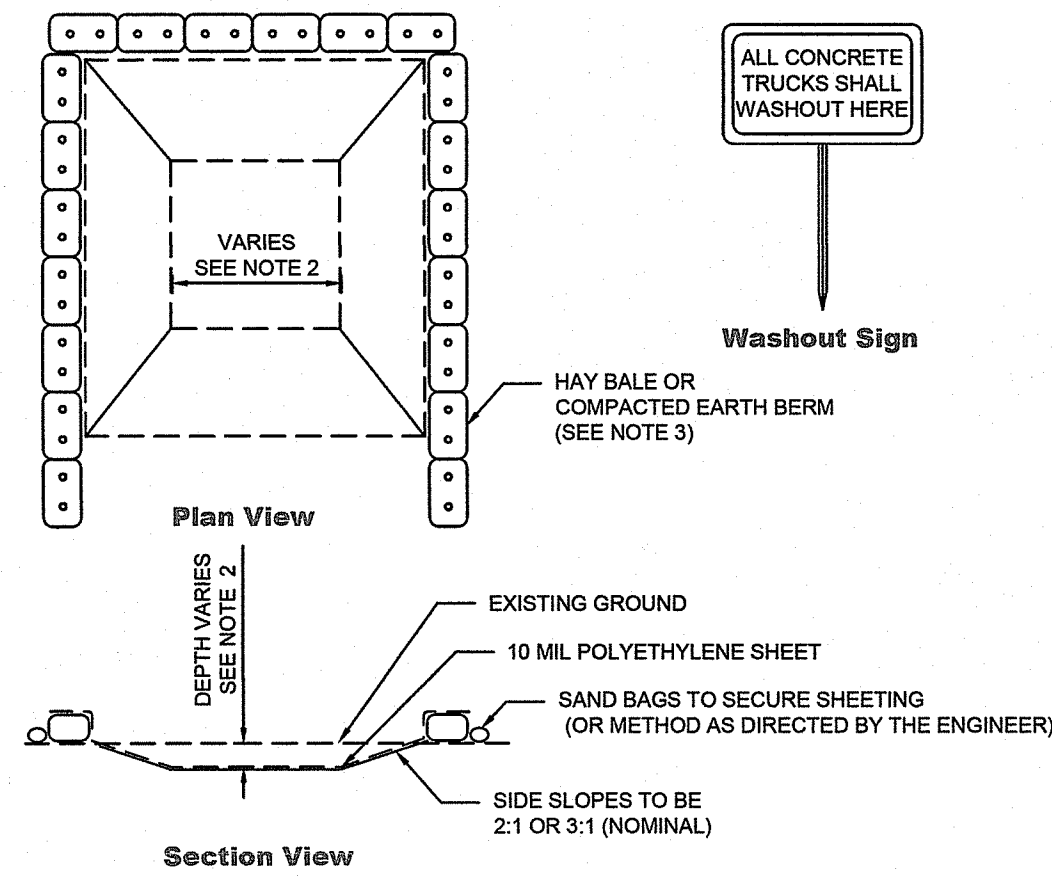 ALL CONCRETE
TRUCKS SHALL
WASHOUT HERE
Washout Sign
VARIES
SEE NOTE 2
HAY BALE OR
COMPACTED EARTH BERM
(SEE NOTE 3)
Plan View
DEPTH VARIES
SEE NOTE 2
EXISTING GROUND
10 MIL POLYETHYLENE SHEET
SAND BAGS TO SECURE SHEETING
(OR METHOD AS DIRECTED BY THE ENGINEER)
SIDE SLOPES TO BE
2:1 OR 3:1 (NOMINAL)
Section View